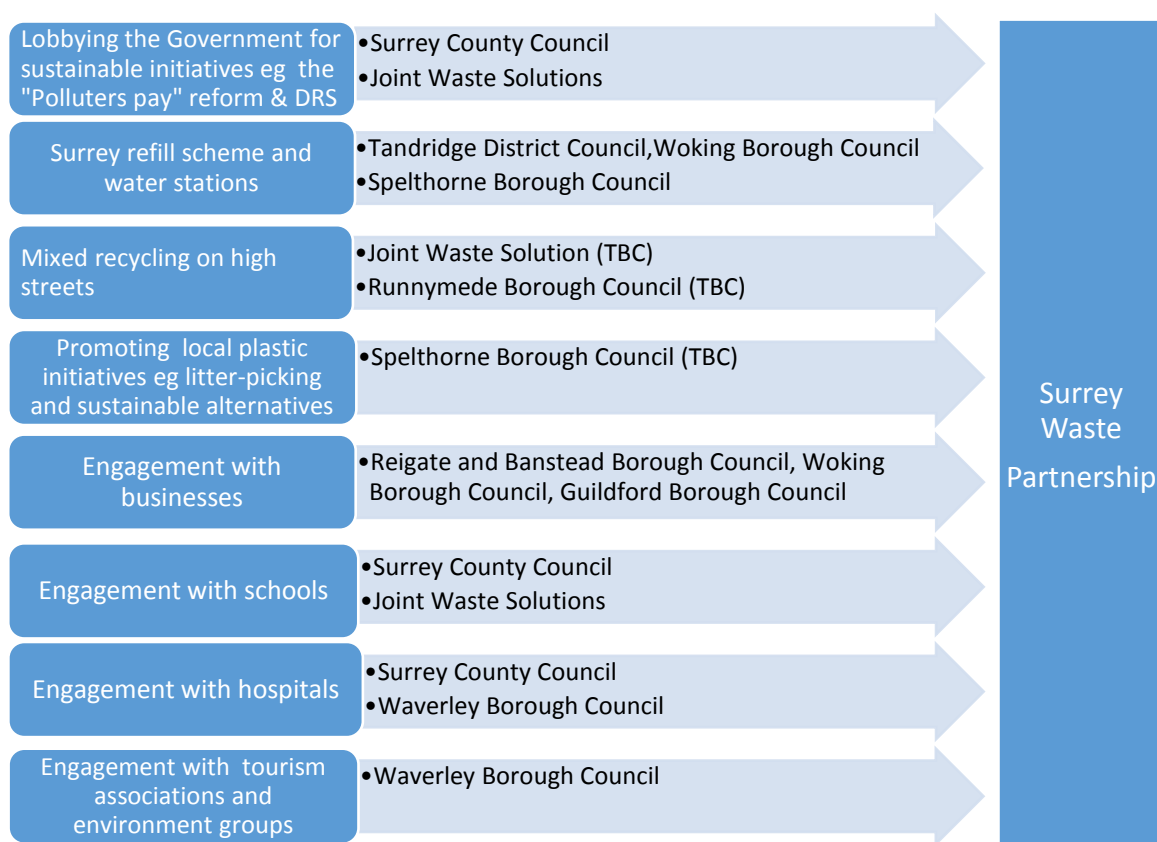 Lobbying the Government for
sustainable initiatives eg the
"Polluters pay" reform & DRS
•Surrey County Council
•Joint Waste Solutions
Surrey refill scheme and
water stations
•Tandridge District Council,Woking Borough Council
•Spelthorne Borough Council
Mixed recycling on high
streets
•Joint Waste Solution (TBC)
•Runnymede Borough Council (TBC)
Promoting local plastic
initiatives eg litter-picking
and sustainable alternatives
•Spelthorne Borough Council (TBC)
Engagement with
businesses
•Reigate and Banstead Borough Council, Woking
Borough Council, Guildford Borough Council
Engagement with schools
•Surrey County Council
•Joint Waste Solutions
Engagement with hospitals
•Surrey County Council
•Waverley Borough Council
Engagement with tourism
associations and
environment groups
•Waverley Borough Council
Surrey
Waste
Partnership